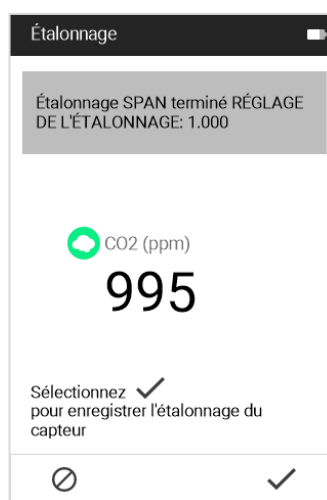 Étalonnage
Étalonnage SPAN terminé RÉGLAGE
DE L'ÉTALONNAGE: 1.000
CO2 (ppm)
995
Sélectionnez
pour enregistrer l'étalonnage du
capteur